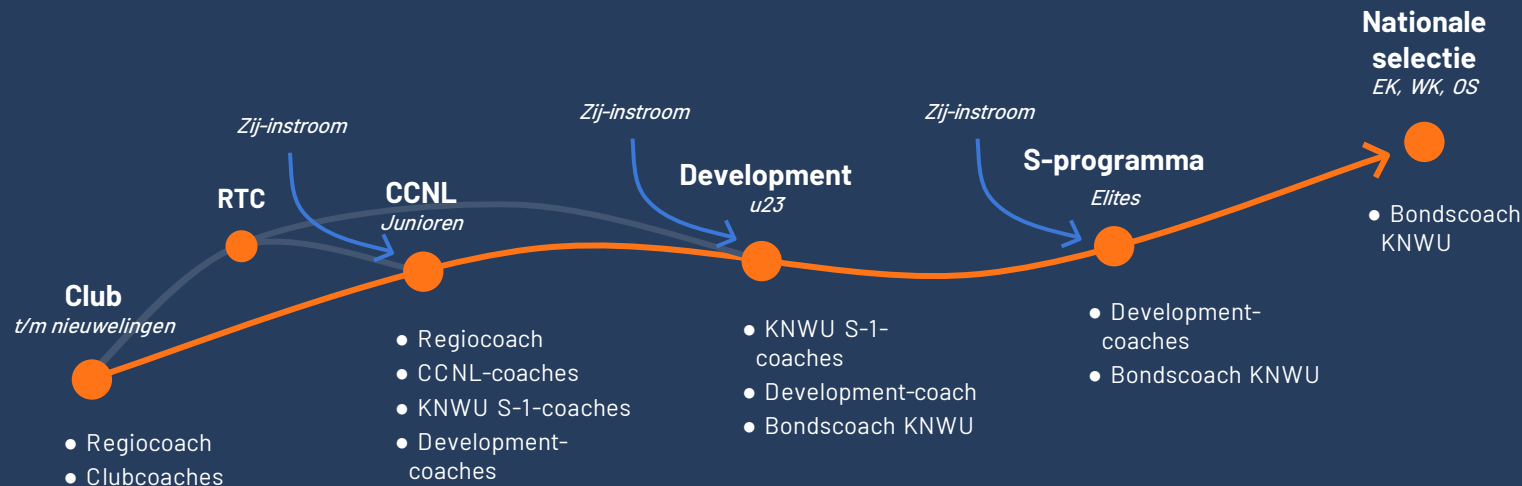 Nationale
selectie
EK, WK, OS
Zij-instroom
Zij-instroom
Zij-instroom
RTC
CCNL
Junioren
Development
u23
S-programma
Elites
Club
t/m nieuwelingen
● Bondscoach
KNWU
● Regiocoach
● Clubcoaches
● Regiocoach
● CCNL-coaches
● KNWU S-1-coaches
● Development-
coaches
● KNWU S-1-
coaches
● Development-coach
● Bondscoach KNWU
● Development-
coaches
● Bondscoach KNWU